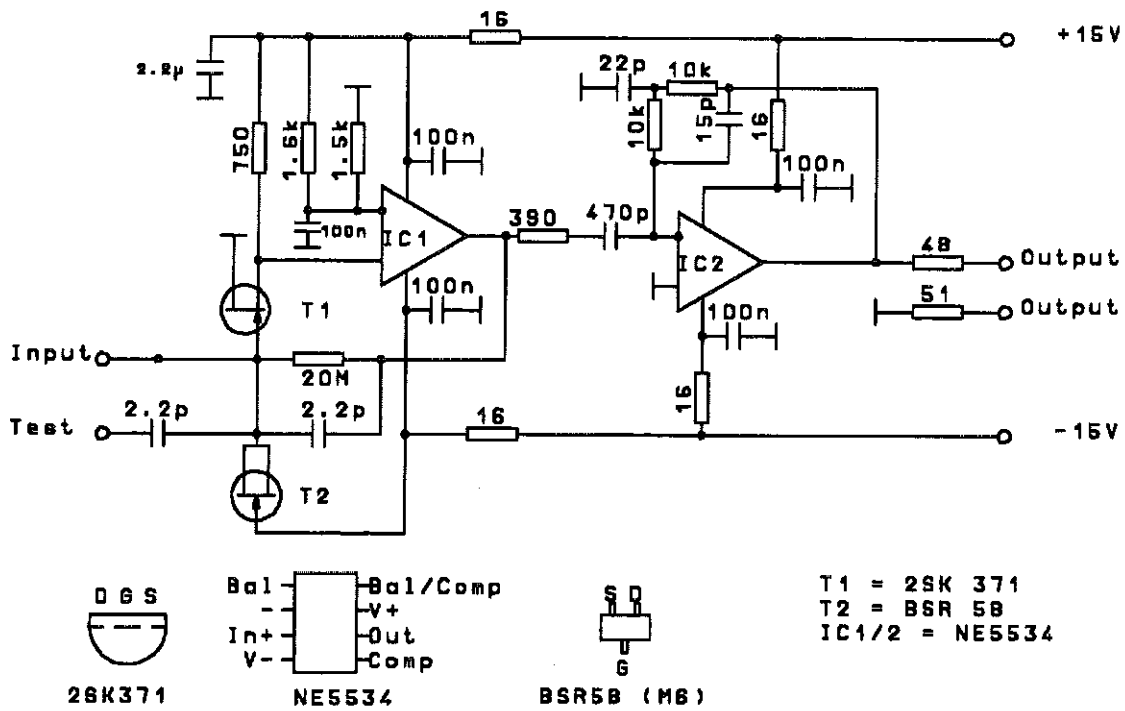 16
+15V
2.2µ
22p
10k
750
1.6k
1.5k
100n
10k
15p
16
100n
100n
IC1
390
470p
IC2
48
Output
100n
51
Output
T1
100n
Input
20M
16
2.2p
2.2p
Test
16
-15V
T2
D G S
2SK371
Bal
-
In+
V-
Bal/Comp
V+
Out
Comp
NE5534
S D
G
BSR58 (M6)
T1 = 2SK 371
T2 = BSR 58
IC1/2 = NE5534